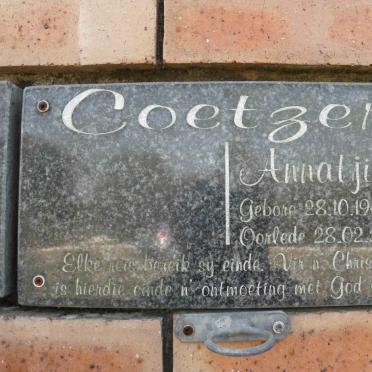 Coetzer
Annatji
Gebore 28.10.19
Oorlede 28.02.
Elke reis bereik sy einde. Vir 'n Chris
is hierdie einde 'n ontmoeting met God